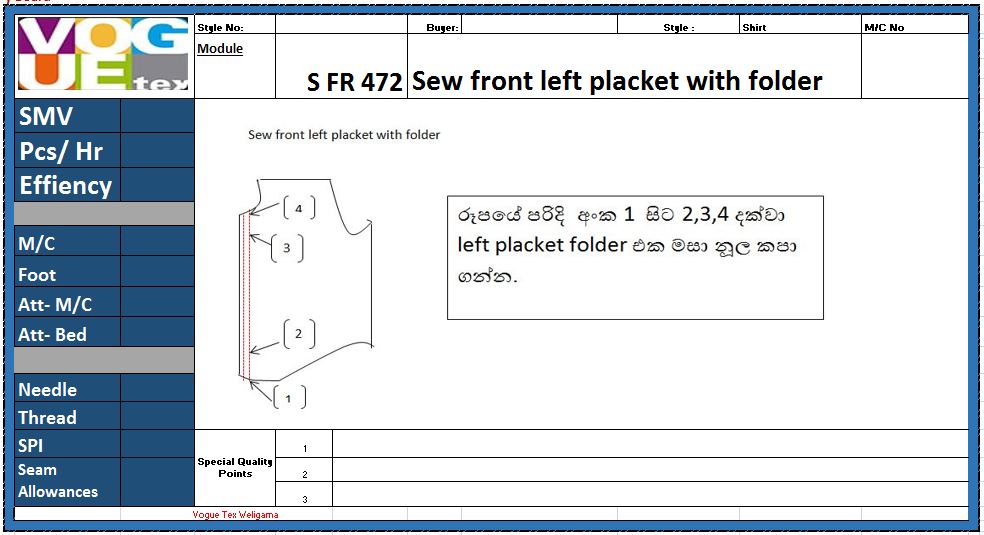 VOGUE tex
Style No: Buyer: Style : Shirt M/C No
Module
S FR 472 Sew front left placket with folder
SMV
Pcs/ Hr
Effiency
M/C
Foot
Att- M/C
Att- Bed
Needle
Thread
SPI
Seam
Allowances
Sew front left placket with folder
4
3
2
1
රූපයේ පරිදි අංක 1 සිට 2,3,4 දක්වා
left placket folder එක මසා නූල කපා
ගන්න.
Special Quality
Points
1
2
3
Vogue Tex Weligama